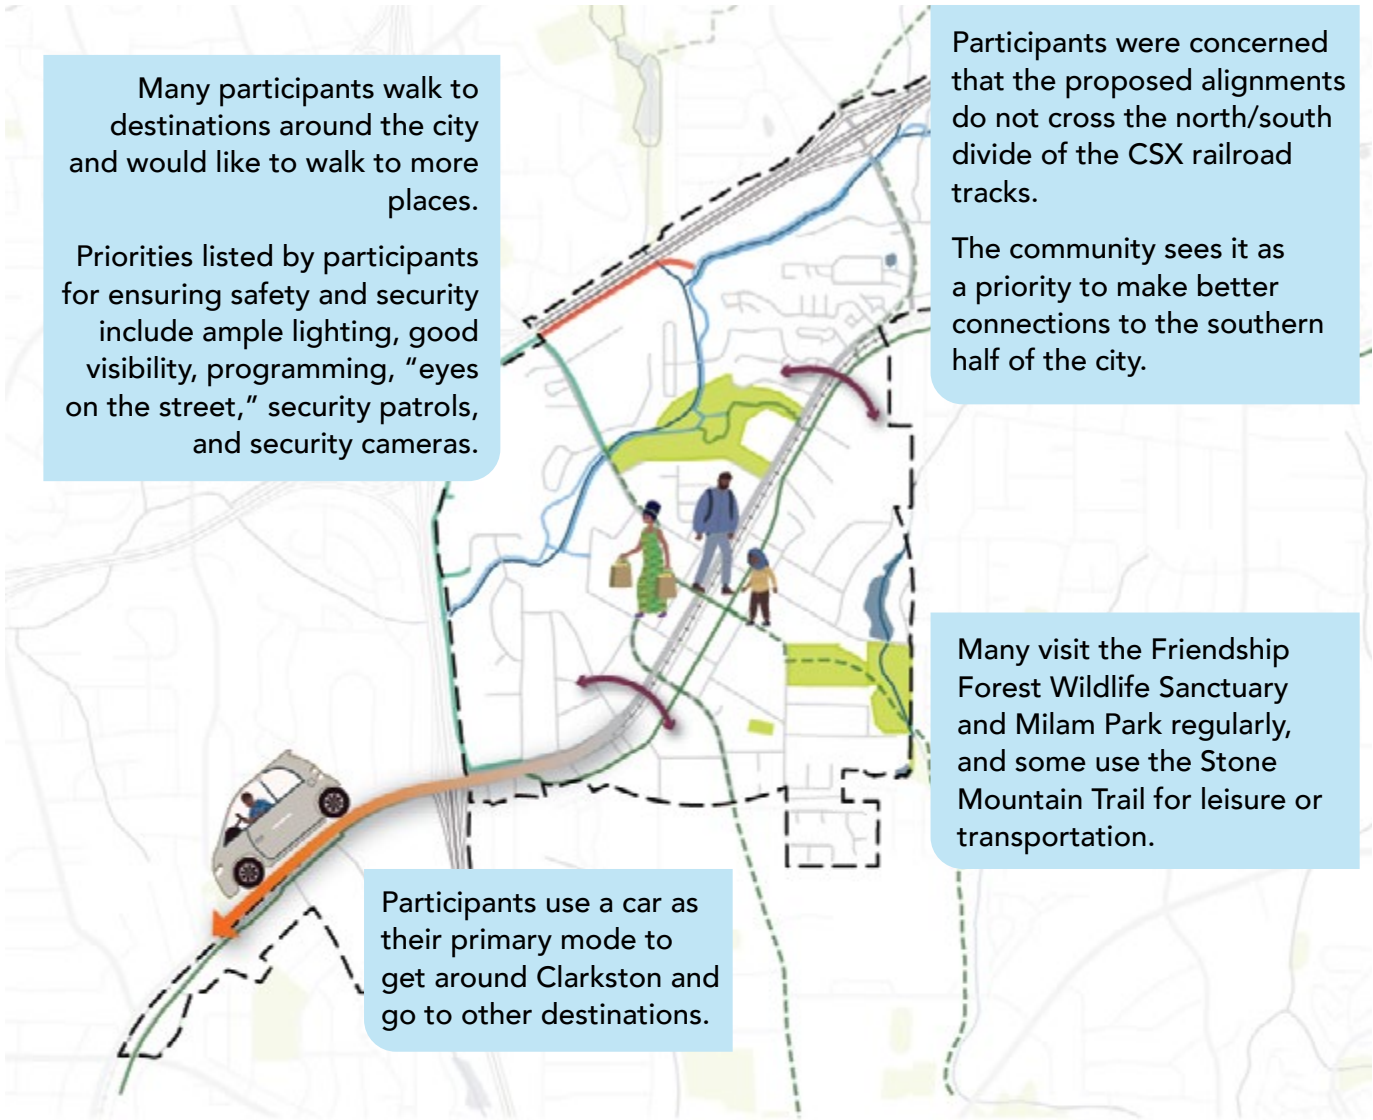 Many participants walk to
destinations around the city
and would like to walk to more
places.
Priorities listed by participants
for ensuring safety and security
include ample lighting, good
visibility, programming, “eyes
on the street,” security patrols,
and security cameras.
Participants were concerned
that the proposed alignments
do not cross the north/south
divide of the CSX railroad
tracks.
The community sees it as
a priority to make better
connections to the southern
half of the city.
Many visit the Friendship
Forest Wildlife Sanctuary
and Milam Park regularly,
and some use the Stone
Mountain Trail for leisure or
transportation.
Participants use a car as
their primary mode to
get around Clarkston and
go to other destinations.